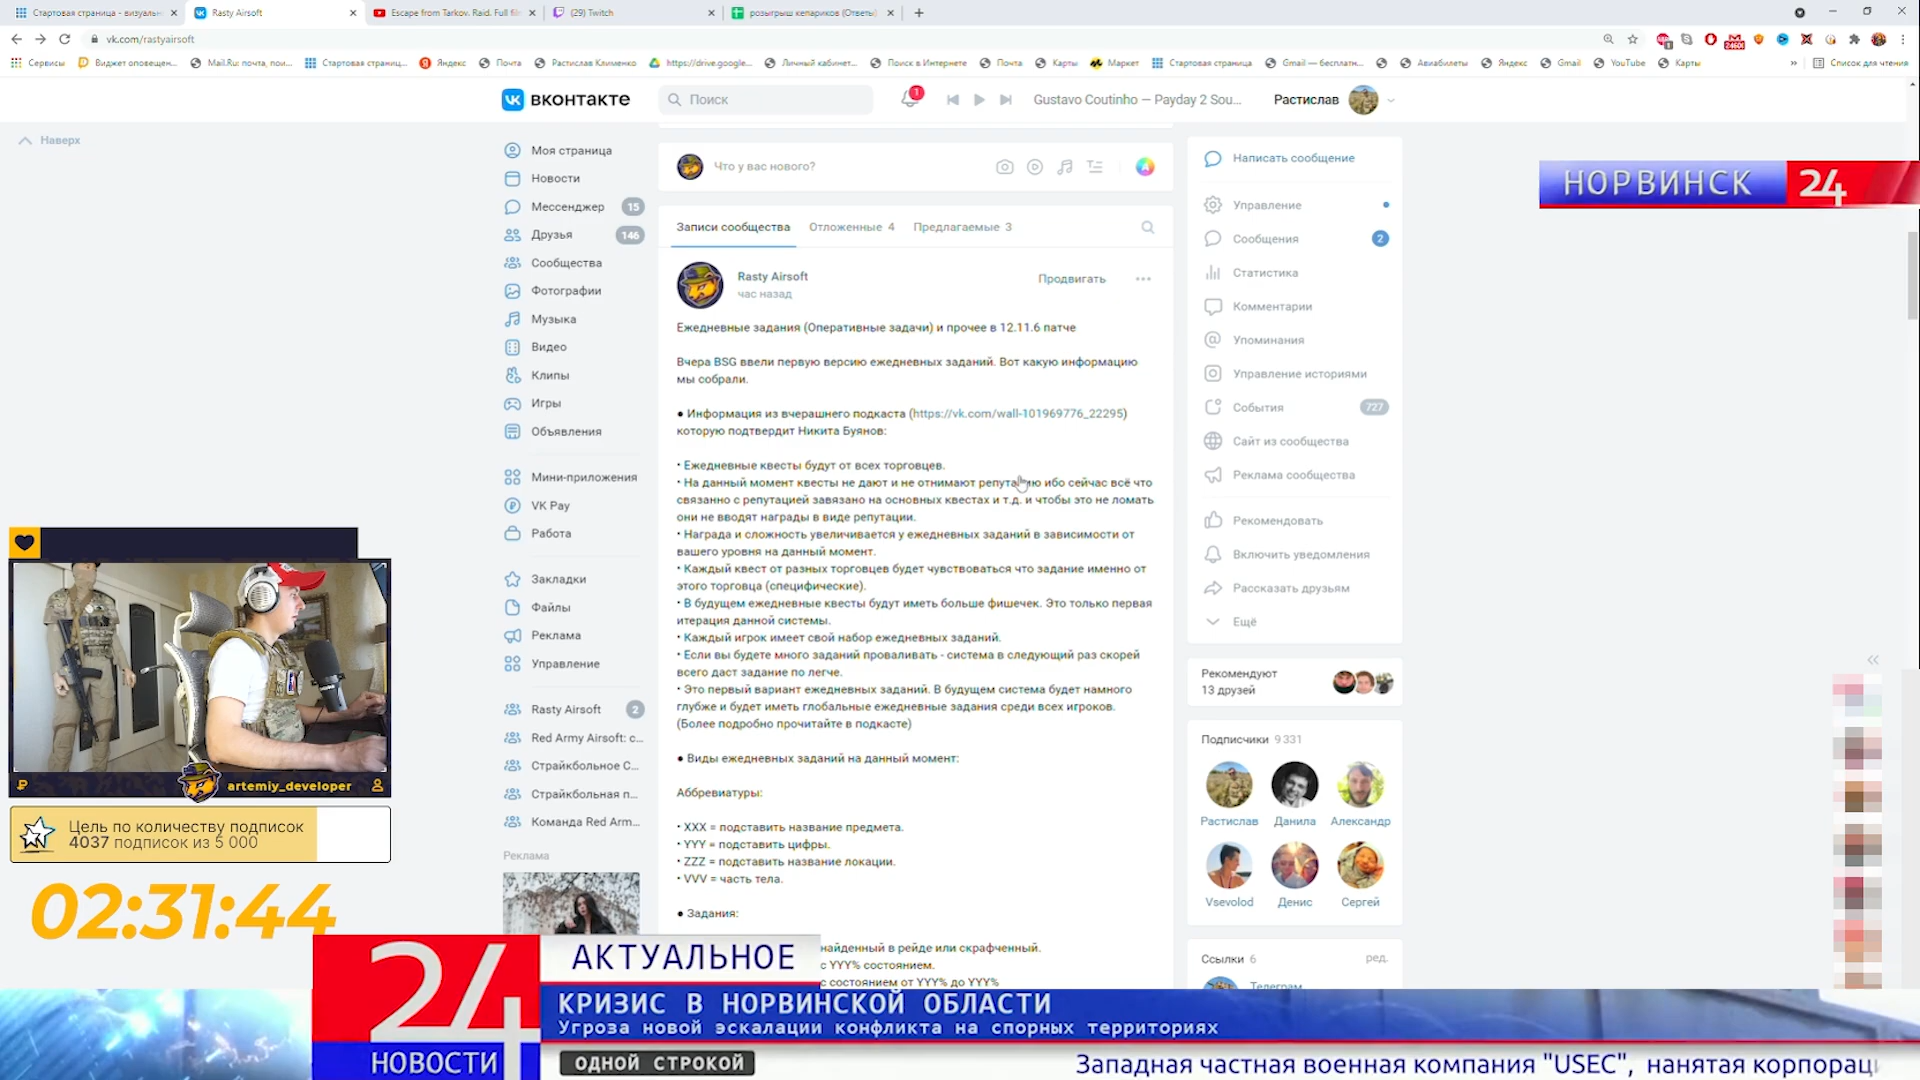 Стартовая страница - визуальн
Rasty Airsoft
Escape from Tarkov. Raid. Full fil
(29) Twitch
розыгрыш кепариков (Ответы)
vk.com/rastyairsoft
Сервисы
Виджет оповещен...
Mail.Ru: почта, пои...
Стартовая страниц...
Яндекс
Почта
Растислав Клименко
https://drive.google...
Личный кабинет...
Поиск в Интернете
Почта
Карты
Маркет
Стартовая страница
Gmail — бесплатн...
Авиабилеты
Яндекс
Gmail
YouTube
Карты
Список для чтения
вконтакте
Поиск
1
Gustavo Coutinho — Payday 2 Sou...
Растислав
Наверх
Моя страница
Новости
Мессенджер 15
Друзья 146
Сообщества
Фотографии
Музыка
Видео
Клипы
Игры
Объявления
Мини-приложения
VK Pay
Работа
Закладки
Файлы
Реклама
Управление
Rasty Airsoft 2
Red Army Airsoft: с...
Страйкбольное С...
Страйкбольная п...
Команда Red Arm...
Реклама
Что у вас нового?
Записи сообщества
Отложенные 4
Предлагаемые 3
Rasty Airsoft
час назад
Продвигать
Ежедневные задания (Оперативные задачи) и прочее в 12.11.6 патче
Вчера BSG ввели первую версию ежедневных заданий. Вот какую информацию
мы собрали.
● Информация из вчерашнего подкаста (https://vk.com/wall-101969776_22295)
которую подтвердит Никита Буянов:
• Ежедневные квесты будут от всех торговцев.
• На данный момент квесты не дают и не отнимают репутацию ибо сейчас всё что
связанно с репутацией завязано на основных квестах и т.д. и чтобы это не ломать
они не вводят награды в виде репутации.
• Награда и сложность увеличивается у ежедневных заданий в зависимости от
вашего уровня на данный момент.
• Каждый квест от разных торговцев будет чувствоваться что задание именно от
этого торговца (специфические).
• В будущем ежедневные квесты будут иметь больше фишечек. Это только первая
итерация данной системы.
• Каждый игрок имеет свой набор ежедневных заданий.
• Если вы будете много заданий проваливать - система в следующий раз скорей
всего даст задание по легче.
• Это первый вариант ежедневных заданий. В будущем система будет намного
глубже и будет иметь глобальные ежедневные задания среди всех игроков.
(Более подробно прочитайте в подкасте)
● Виды ежедневных заданий на данный момент:
Аббревиатуры:
• XXX = подставить название предмета.
• YYY = подставить цифры.
• ZZZ = подставить название локации.
• VVV = часть тела.
● Задания:
найденный в рейде или скрафченный.
с YYY% состоянием.
с состоянием от YYY% до YYY%
Написать сообщение
Управление
Сообщения 2
Статистика
Комментарии
Упоминания
Управление историями
События 727
Сайт из сообщества
Реклама сообщества
Рекомендовать
Включить уведомления
Рассказать друзьям
Ещё
Рекомендуют
13 друзей
Подписчики 9 331
Растислав
Данила
Александр
Vsevolod
Денис
Сергей
Ссылки 6
ред.
Телеграм
НОРВИНСК 24
artemiy_developer
Цель по количеству подписок
4037 подписок из 5 000
02:31:44
24
НОВОСТИ
АКТУАЛЬНОЕ
КРИЗИС В НОРВИНСКОЙ ОБЛАСТИ
Угроза новой эскалации конфликта на спорных территориях
ОДНОЙ СТРОКОЙ
Западная частная военная компания "USEC", нанятая корпорац